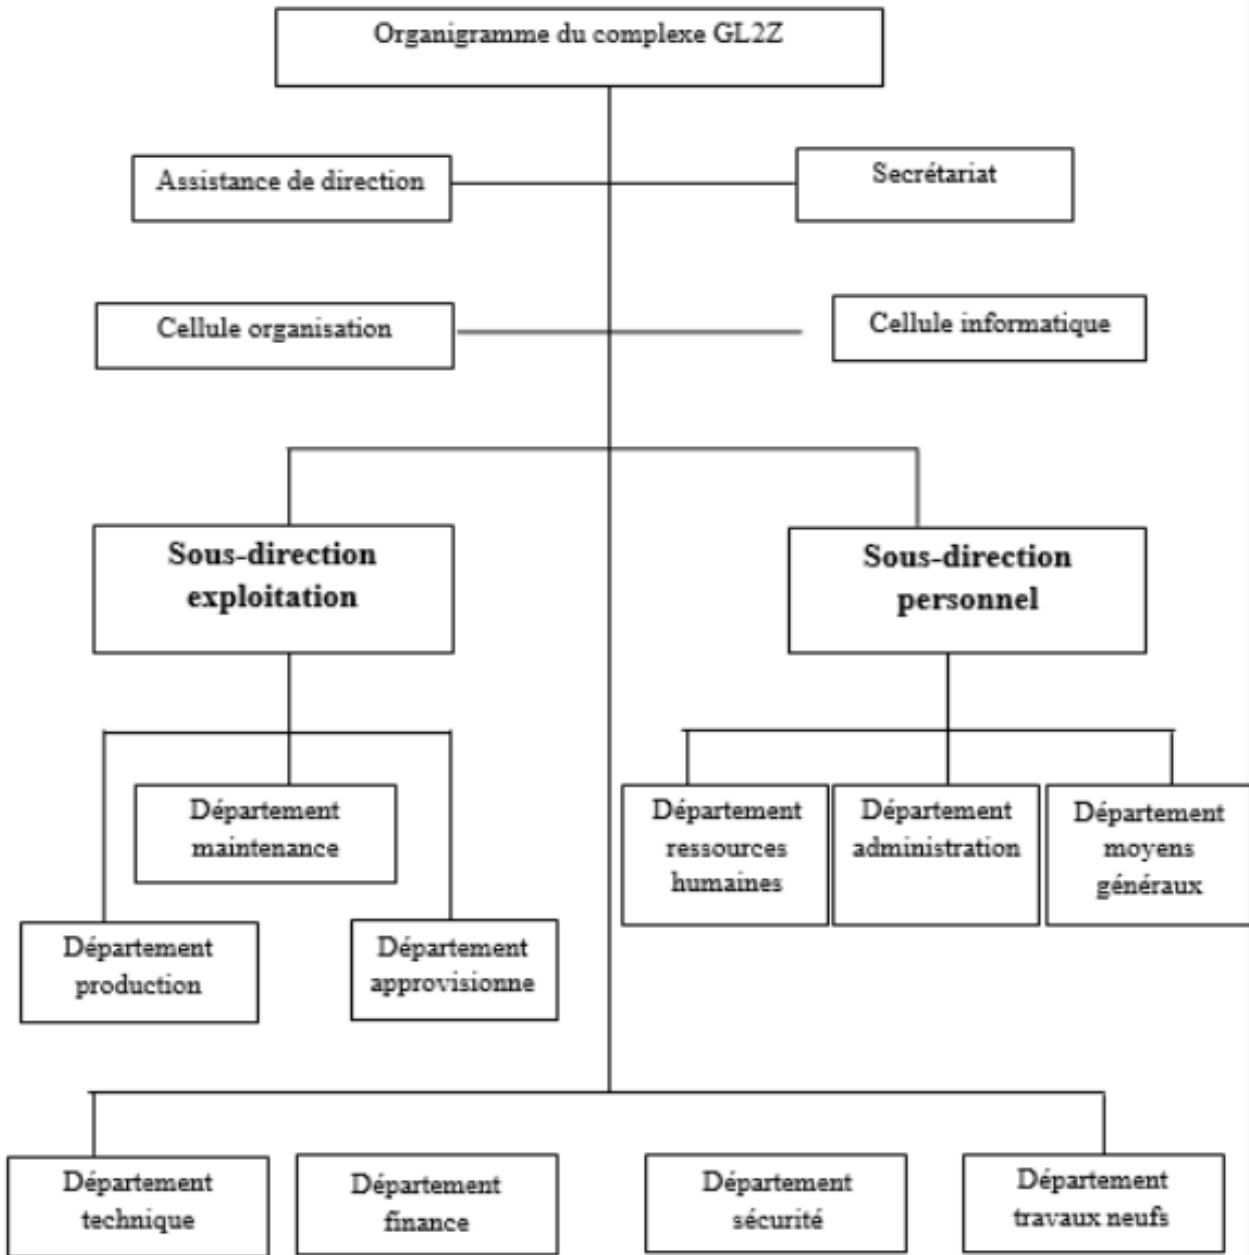 Organigramme du complexe GL2Z
Assistance de direction
Secrétariat
Cellule organisation
Cellule informatique
Sous-direction
exploitation
Sous-direction
personnel
Département
maintenance
Département
ressources
humaines
Département
administration
Département
moyens
généraux
Département
production
Département
approvisionne
Département
technique
Département
finance
Département
sécurité
Département
travaux neufs